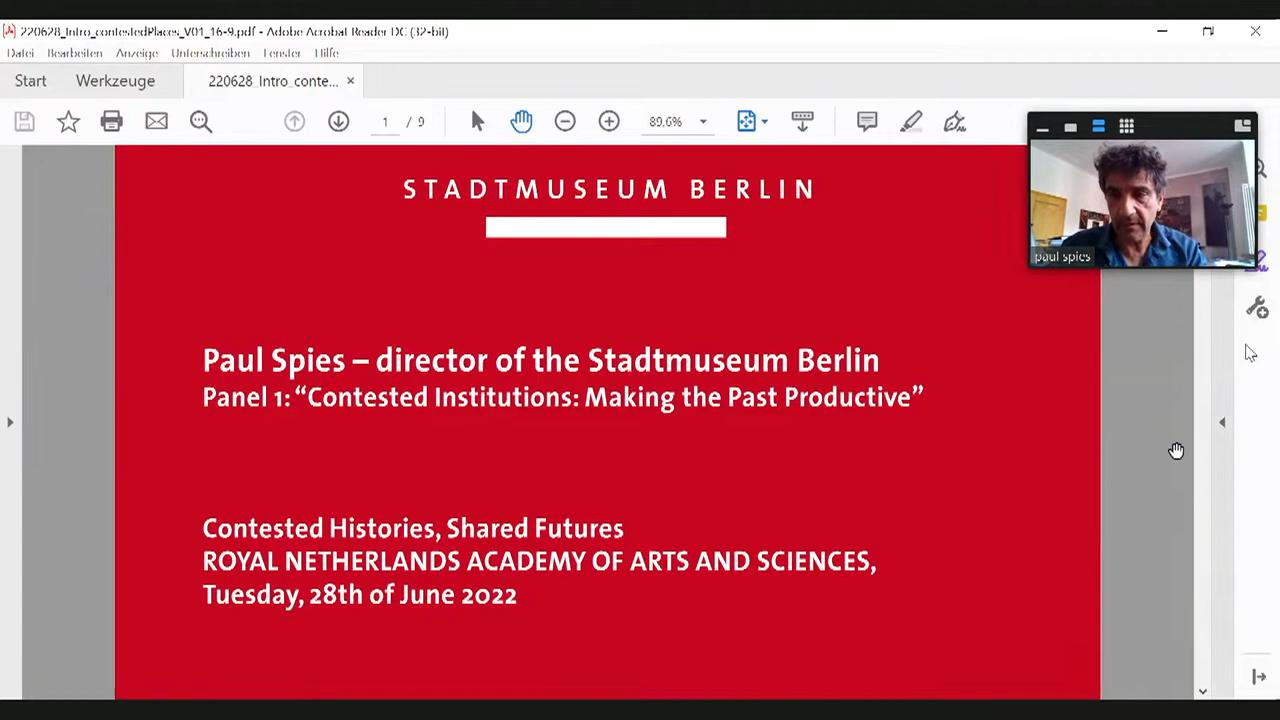 220628_Intro_contestedPlaces_V01_16-9.pdf - Adobe Acrobat Reader DC (32-bit)
Datei Bearbeiten Anzeige Unterschreiben Fenster Hilfe
Start Werkzeuge 220628_Intro_conte... ×
1 / 9 89,6%
STADTMUSEUM BERLIN
paul spies
Paul Spies – director of the Stadtmuseum Berlin
Panel 1: “Contested Institutions: Making the Past Productive”
Contested Histories, Shared Futures
ROYAL NETHERLANDS ACADEMY OF ARTS AND SCIENCES,
Tuesday, 28th of June 2022